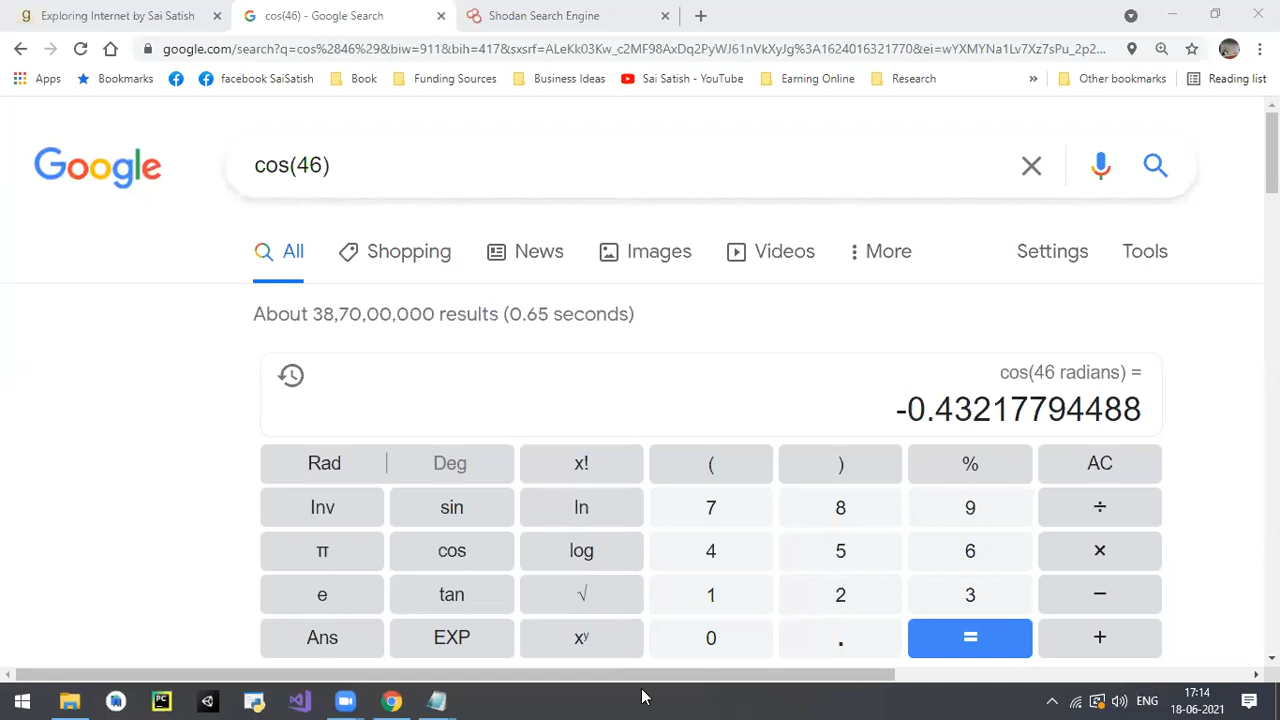 Exploring Internet by Sai Satish
cos(46) - Google Search
Shodan Search Engine
google.com/search?q=cos%2846%29&biw=911&bih=417&sxsrf=ALeKk03Kw_c2MF98AxDq2PyWJ61nVkXyJg%3A1624016321770&ei=wYXMYNa1Lv7Xz7sPu_2p2...
Apps
Bookmarks
facebook SaiSatish
Book
Funding Sources
Business Ideas
Sai Satish - YouTube
Earning Online
Research
»
Other bookmarks
Reading list
Google
cos(46)
All
Shopping
News
Images
Videos
More
Settings
Tools
About 38,70,00,000 results (0.65 seconds)
cos(46 radians) =
-0.43217794488
Rad | Deg x! ( ) % AC
Inv sin ln 7 8 9 ÷
π cos log 4 5 6 ×
e tan √ 1 2 3 −
Ans EXP xʸ 0 . = +
PC
ENG
17:14
18-06-2021